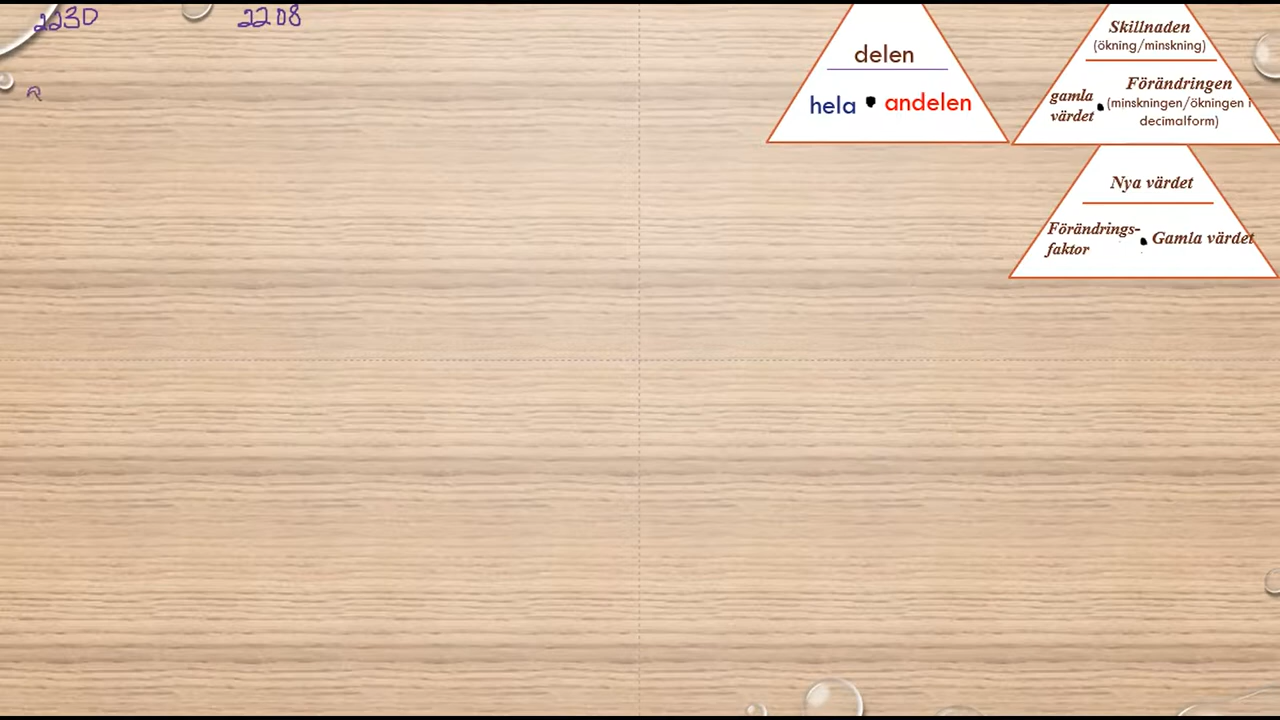 2230 2208
delen
hela • andelen
Skillnaden
(ökning/minskning)
gamla värdet • Förändringen
(minskningen/ökningen i
decimalform)
Nya värdet
Förändrings-
faktor • Gamla värdet